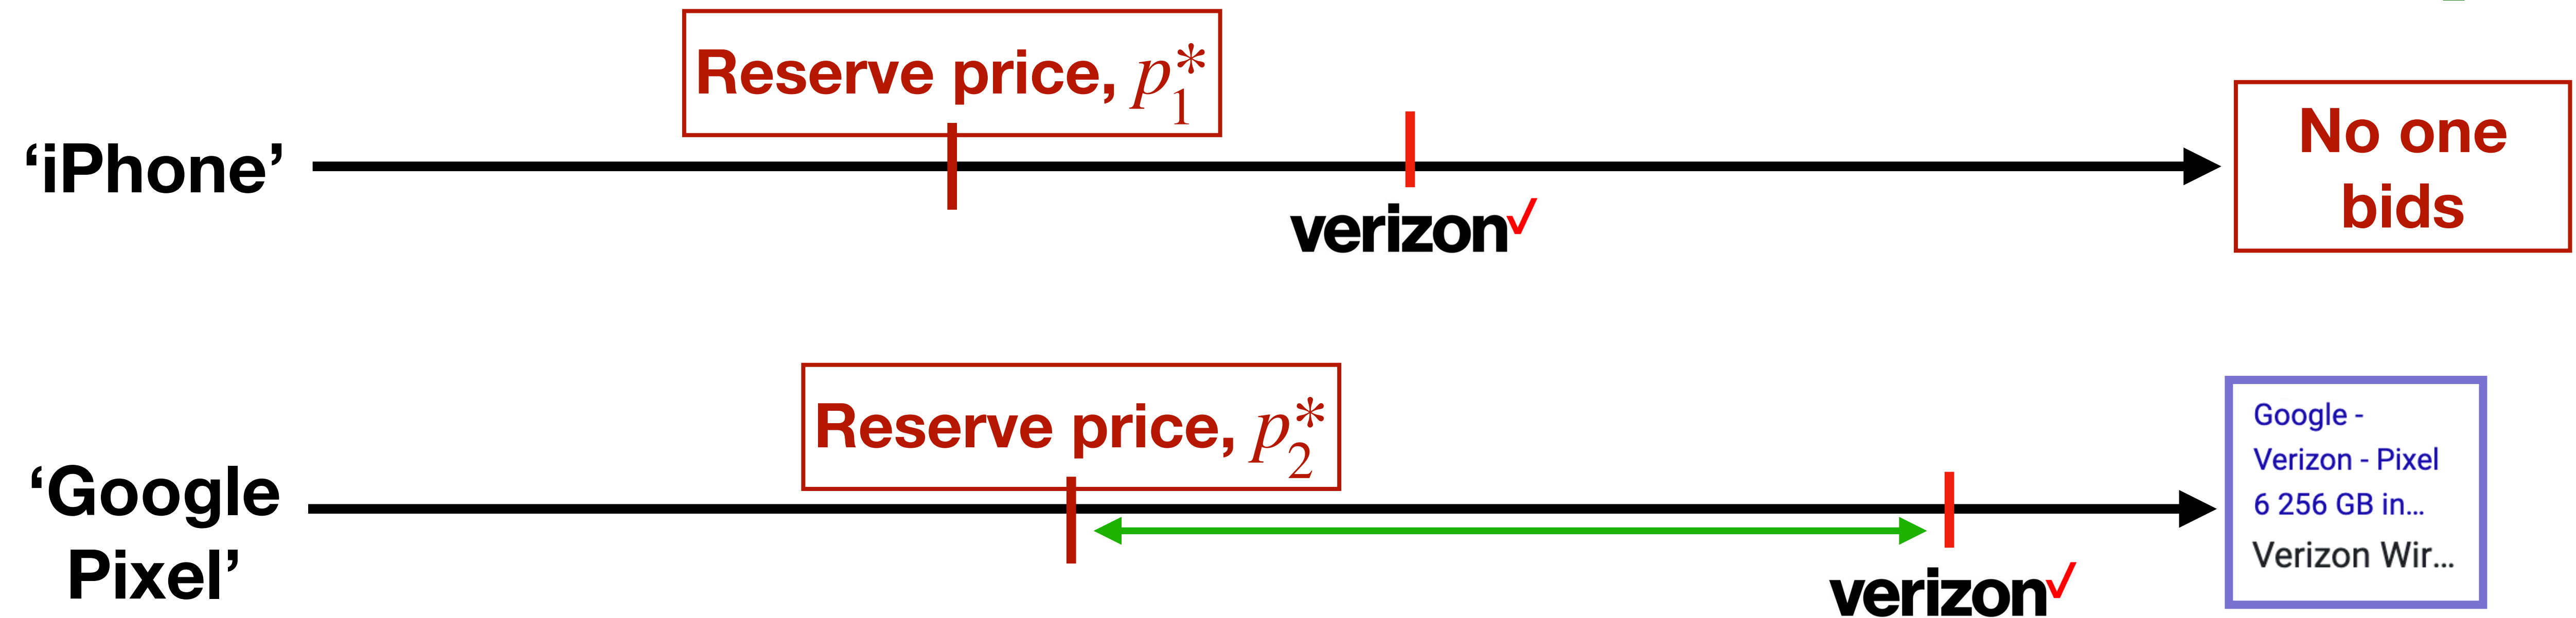 Reserve price, p₁*
‘iPhone’
verizon✓
No one
bids
Reserve price, p₂*
‘Google
Pixel’
verizon✓
Google -
Verizon - Pixel
6 256 GB in...
Verizon Wir...